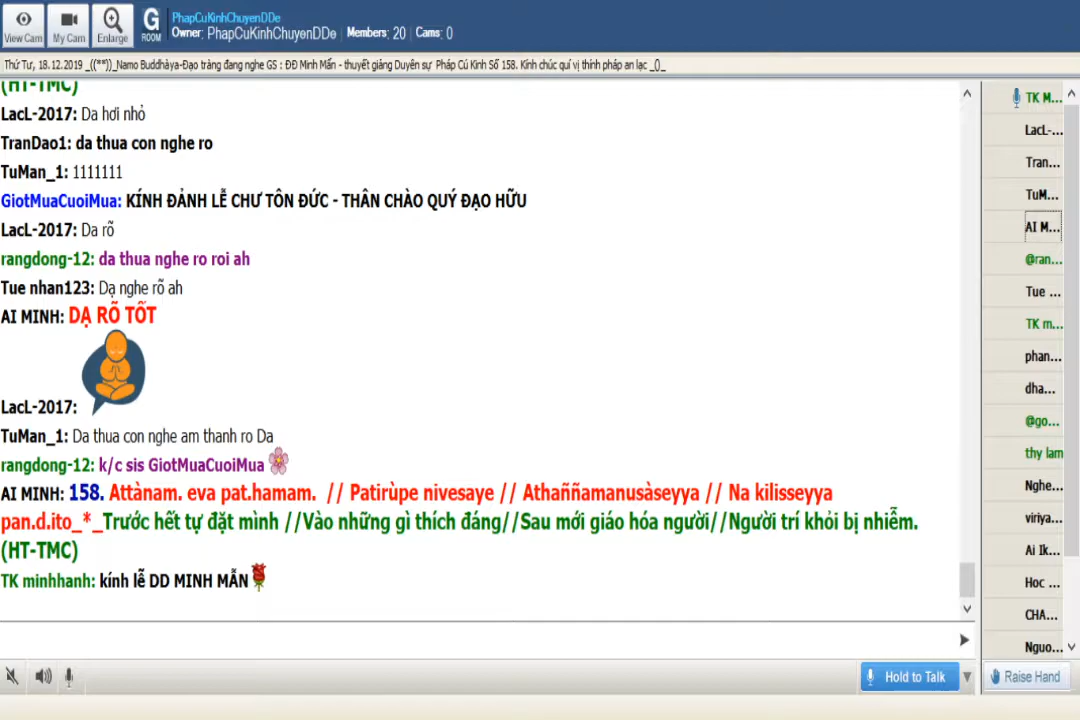 PhapCuKinhChuyenDDe
Owner: PhapCuKinhChuyenDDe Members: 20 Cams: 0
View Cam My Cam Enlarge G ROOM
Thứ Tư, 18.12.2019 _((**))_Namo Buddhàya-Đạo tràng đang nghe GS : ĐĐ Minh Mẫn - thuyết giảng Duyên sự Pháp Cú Kinh Số 158. Kính chúc quí vị thính pháp an lạc _()_
(HT-TMC)
LacL-2017: Da hơi nhỏ
TranDao1: da thua con nghe ro
TuMan_1: 1111111
GiotMuaCuoiMua: KÍNH ĐẢNH LỄ CHƯ TÔN ĐỨC - THÂN CHÀO QUÝ ĐẠO HỮU
LacL-2017: Da rõ
rangdong-12: da thua nghe ro roi ah
Tue nhan123: Dạ nghe rõ ah
AI MINH: DẠ RÕ TỐT
LacL-2017:
TuMan_1: Da thua con nghe am thanh ro Da
rangdong-12: k/c sis GiotMuaCuoiMua
AI MINH: 158. Attànam. eva pat.hamam. // Patirùpe nivesaye // Athaññamanusàseyya // Na kilisseyya
pan.d.ito_*_Trước hết tự đặt mình //Vào những gì thích đáng//Sau mới giáo hóa người//Người trí khỏi bị nhiễm.
(HT-TMC)
TK minhhanh: kính lễ DD MINH MẪN
TK M...
LacL-...
Tran...
TuM...
AI M...
@ran...
Tue ...
TK m...
phan...
dha...
@go...
thy lam
Nghe...
viriya...
Ai Ik...
Hoc ...
CHA...
Nguo...
Hold to Talk
Raise Hand